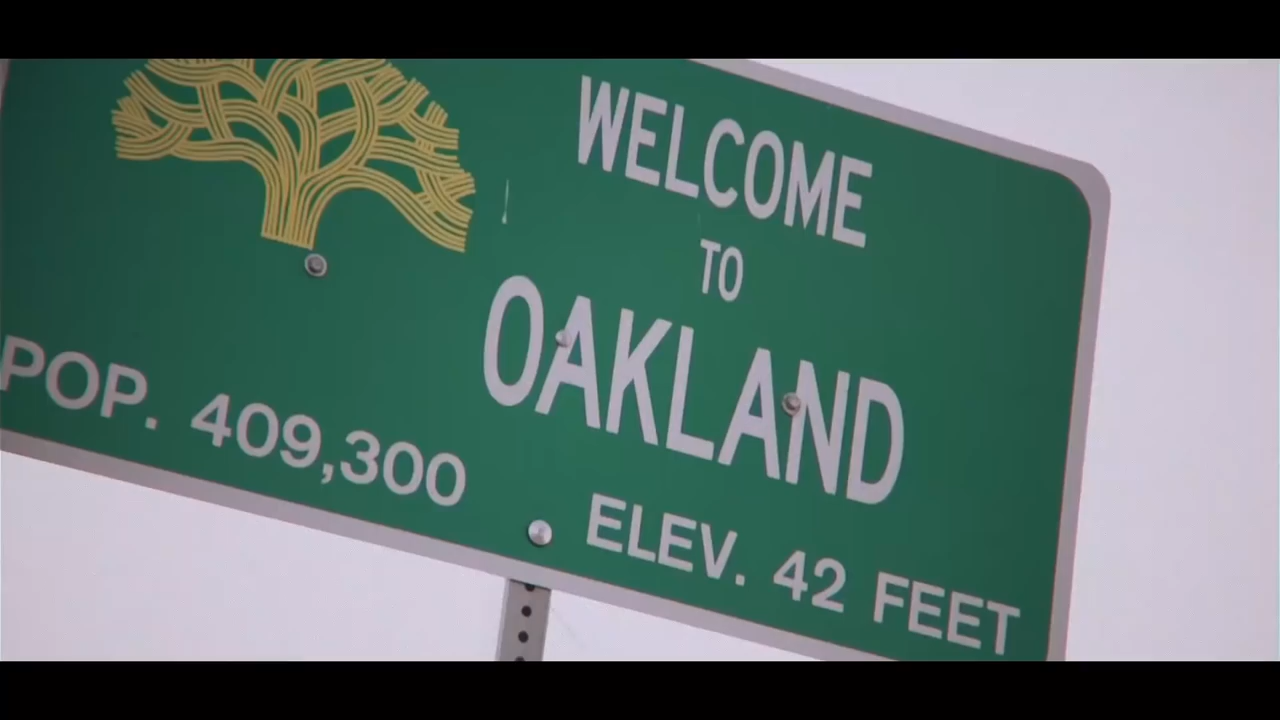 WELCOME
TO
OAKLAND
POP. 409,300
ELEV. 42 FEET